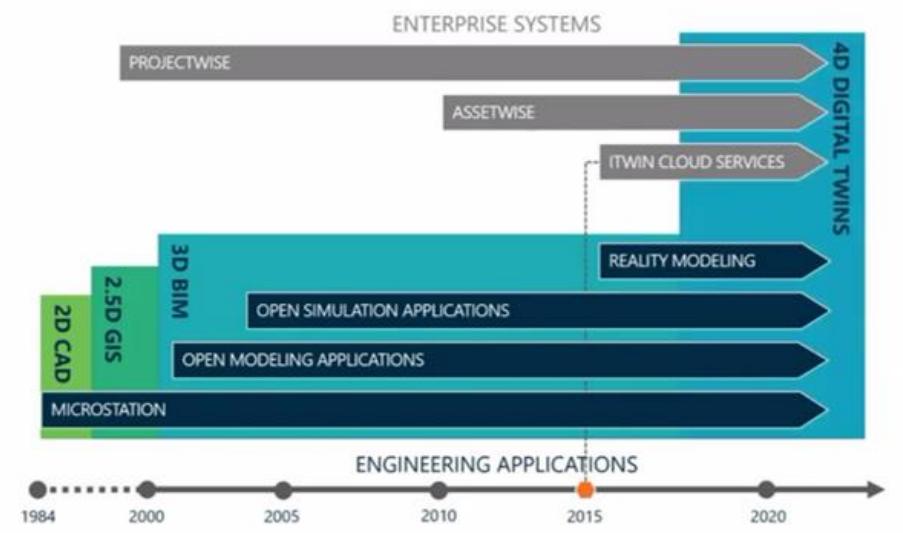 ENTERPRISE SYSTEMS
PROJECTWISE
ASSETWISE
ITWIN CLOUD SERVICES
4D DIGITAL TWINS
REALITY MODELING
3D BIM
OPEN SIMULATION APPLICATIONS
2.5D GIS
OPEN MODELING APPLICATIONS
2D CAD
MICROSTATION
ENGINEERING APPLICATIONS
1984 2000 2005 2010 2015 2020